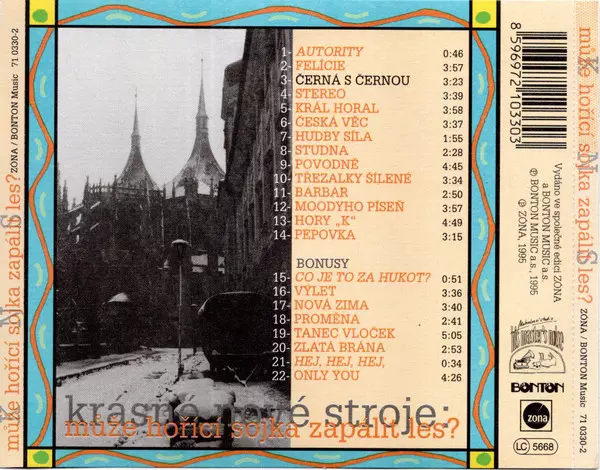 může hořící sojka zapálit les?
ZONA / BONTON Music 71 0330-2
1- AUTORITY 0:46
2- FELÍCIE 3:57
3- ČERNÁ S ČERNOU 3:23
4- STEREO 3:39
5- KRÁL HORAL 3:58
6- ČESKÁ VĚC 3:37
7- HUDBY SÍLA 1:55
8- STUDNA 2:28
9- POVODNĚ 4:45
10- TŘEZALKY ŠÍLENÉ 3:34
11- BARBAR 2:50
12- MOODYHO PÍSEŇ 3:57
13- HORY „K" 4:49
14- PEPOVKA 3:15
BONUSY
15- CO JE TO ZA HUKOT? 0:51
16- VÝLET 3:36
17- NOVÁ ZIMA 3:40
18- PROMĚNA 2:41
19- TANEC VLOČEK 5:05
20- ZLATÁ BRÁNA 2:53
21- HEJ, HEJ, HEJ, 0:34
22- ONLY YOU 4:26
krásné nové stroje:
může hořící sojka zapálit les?
8 596972 103303
Vydáno ve společné edici ZONA
a BONTON MUSIC a.s.
℗ BONTON MUSIC a.s., 1995
© ZONA, 1995
BONTON
zona
LC 5668
může hořící sojka zapálit les?
ZONA / BONTON Music 71 0330-2